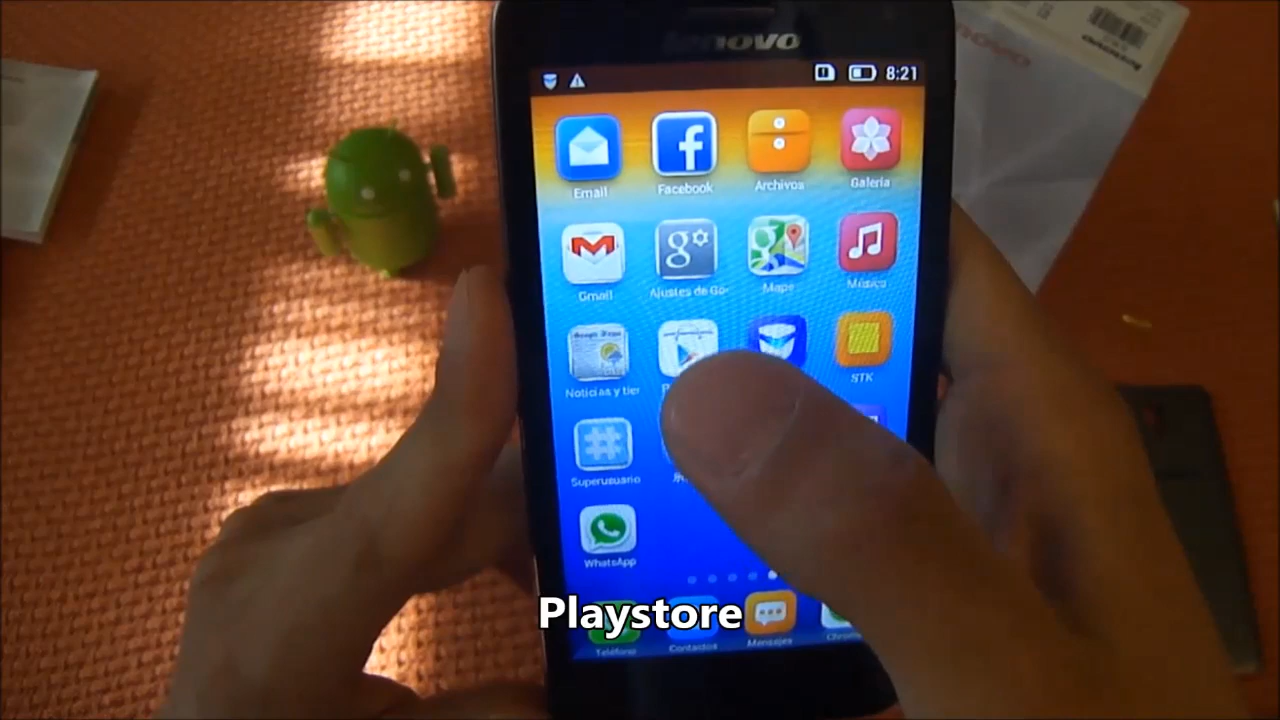 lenovo
8:21
Email
Facebook
Archivos
Galería
Gmail
Ajustes de Go
Maps
Música
Noticias y tie
STK
Superusuario
WhatsApp
Playstore
Teléfono
Contactos
Mensajes
Chrome